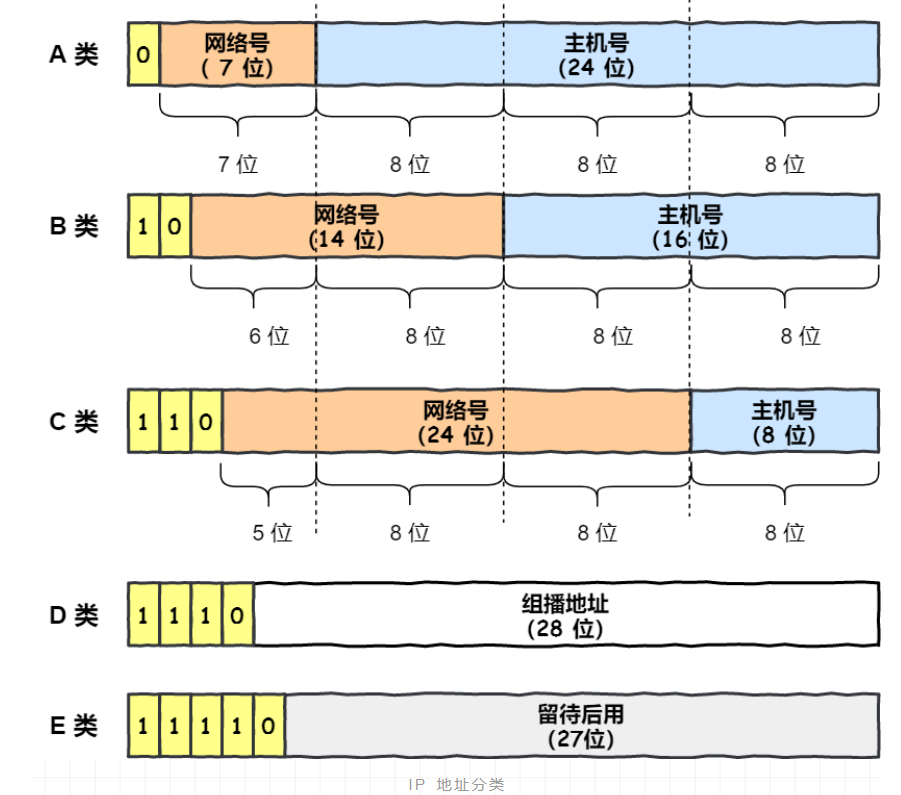 A 类
0
网络号
( 7 位)
主机号
(24 位)
7 位
8 位
8 位
8 位
B 类
1 0
网络号
(14 位)
主机号
(16 位)
6 位
8 位
8 位
8 位
C 类
1 1 0
网络号
(24 位)
主机号
(8 位)
5 位
8 位
8 位
8 位
D 类
1 1 1 0
组播地址
(28 位)
E 类
1 1 1 1 0
留待后用
(27位)
IP 地址分类